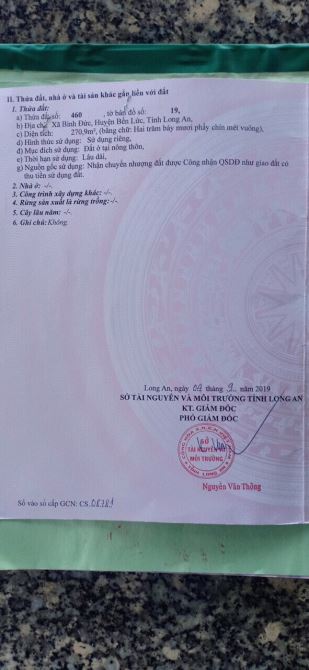 II. Thửa đất, nhà ở và tài sản khác gắn liền với đất
1. Thửa đất:
a) Thửa đất số: 460 , tờ bản đồ số: 19,
b) Địa chỉ: Xã Bình Đức, Huyện Bến Lức, Tỉnh Long An,
c) Diện tích: 270,9m², (bằng chữ: Hai trăm bảy mươi phẩy chín mét vuông),
d) Hình thức sử dụng: Sử dụng riêng,
đ) Mục đích sử dụng: Đất ở tại nông thôn,
e) Thời hạn sử dụng: Lâu dài,
g) Nguồn gốc sử dụng: Nhận chuyển nhượng đất được Công nhận QSDĐ như giao đất có
thu tiền sử dụng đất.
2. Nhà ở: -/-.
3. Công trình xây dựng khác: -/-.
4. Rừng sản xuất là rừng trồng: -/-.
5. Cây lâu năm: -/-.
6. Ghi chú: Không.
Long An, ngày 04 tháng 9 năm 2019
SỞ TÀI NGUYÊN VÀ MÔI TRƯỜNG TỈNH LONG AN
KT. GIÁM ĐỐC
PHÓ GIÁM ĐỐC
SỞ
TÀI NGUYÊN VÀ
MÔI TRƯỜNG
TỈNH LONG AN
Nguyễn Văn Thông
Số vào sổ cấp GCN: CS.